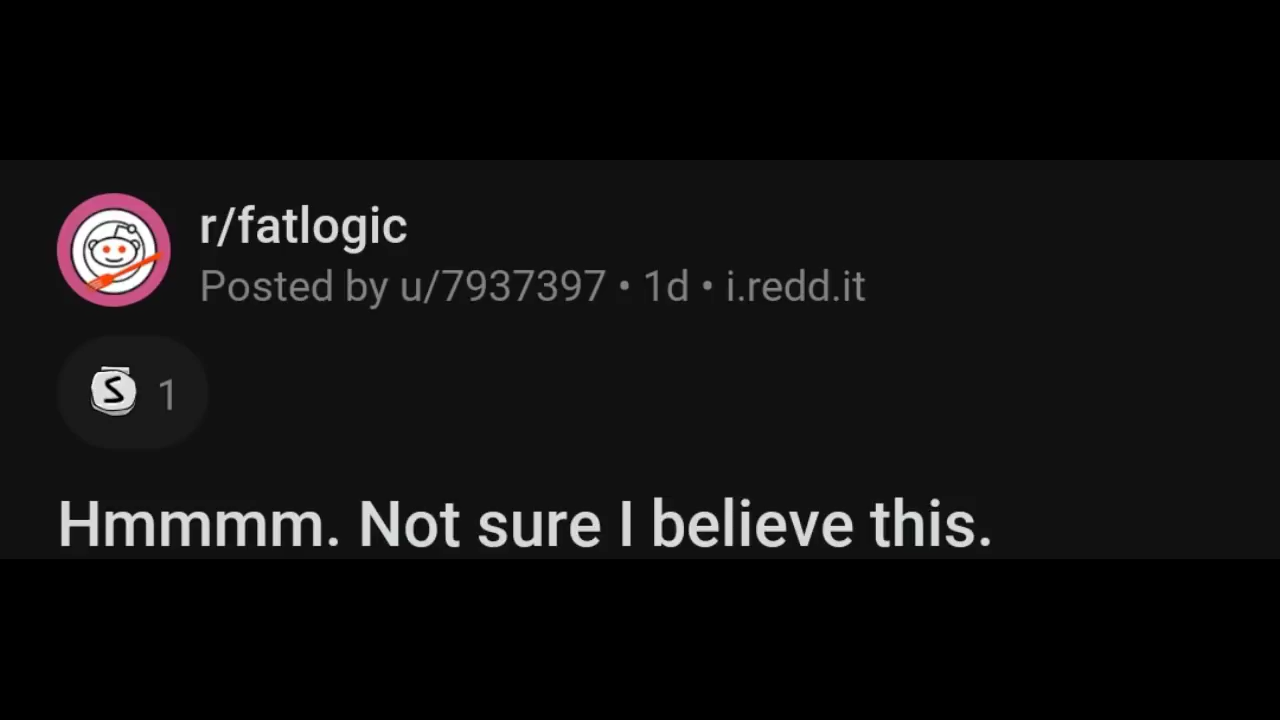 r/fatlogic
Posted by u/7937397 • 1d • i.redd.it
S 1
Hmmmm. Not sure I believe this.